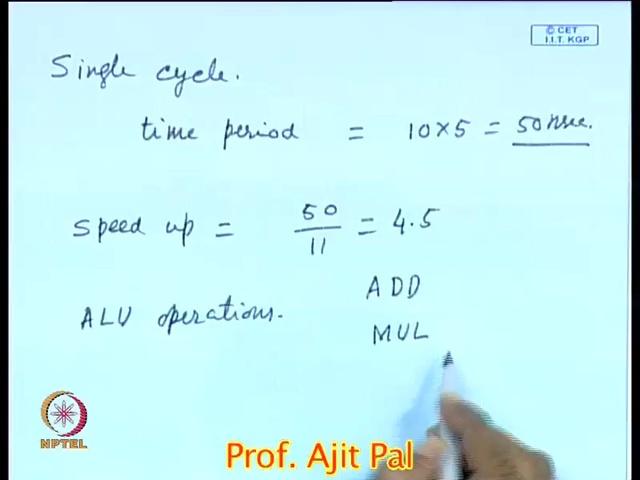 © CET
I.I.T. KGP
Single cycle.
time period = 10×5 = 50 nsec.
speed up = 50/11 = 4.5
ADD
ALU operations.
MUL
NPTEL
Prof. Ajit Pal